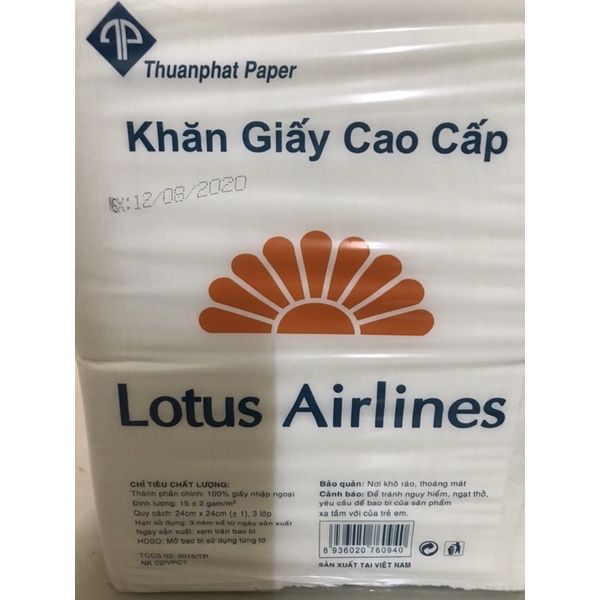 TP
Thuanphat Paper
Khăn Giấy Cao Cấp
NSX: 12/08/2020
Lotus Airlines
CHỈ TIÊU CHẤT LƯỢNG:
Thành phần chính: 100% giấy nhập ngoại
Định lượng: 15 ± 2 gam/m²
Quy cách: 24cm x 24cm (± 1), 3 lớp
Hạn sử dụng: 3 năm kể từ ngày sản xuất
Ngày sản xuất: xem trên bao bì
HDSD: Mở bao bì sử dụng từng tờ
TCCS 02: 2015/TP
NK 02/VPCT
Bảo quản: Nơi khô ráo, thoáng mát
Cảnh báo: Để tránh nguy hiểm, ngạt thở,
yêu cầu để bao bì của sản phẩm
xa tầm với của trẻ em.
8 936020 760940
SẢN XUẤT TẠI VIỆT NAM